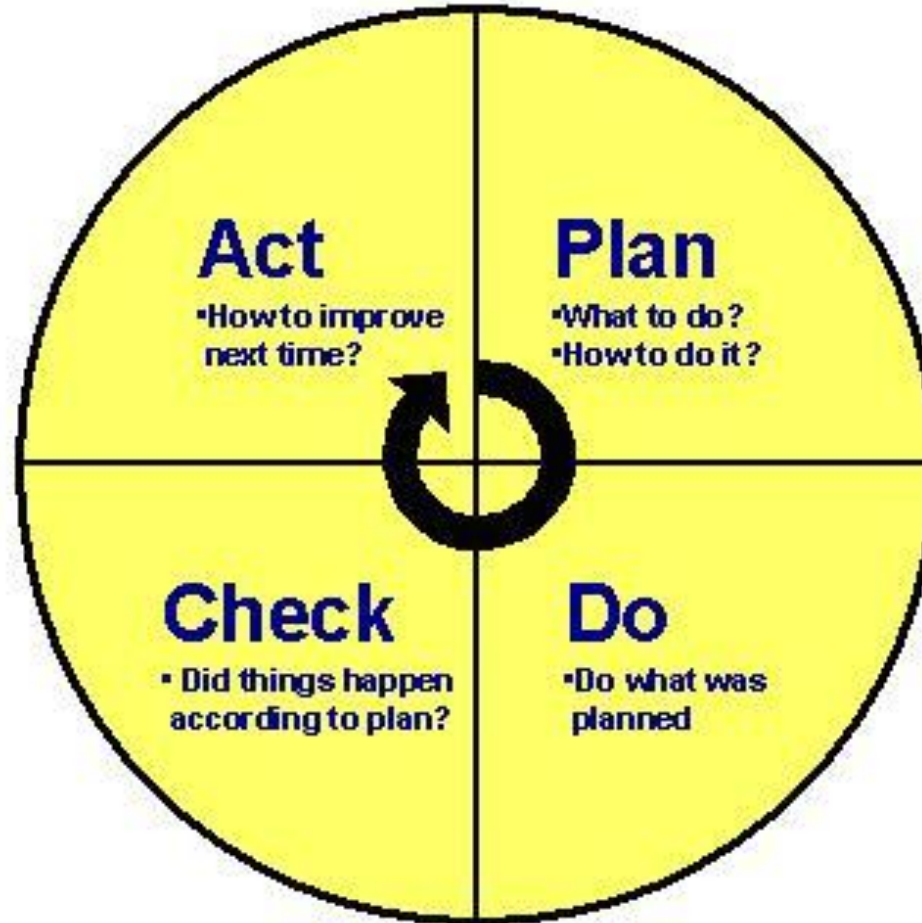 Act
•How to improve
next time?
Plan
•What to do?
•How to do it?
Check
• Did things happen
according to plan?
Do
•Do what was
planned